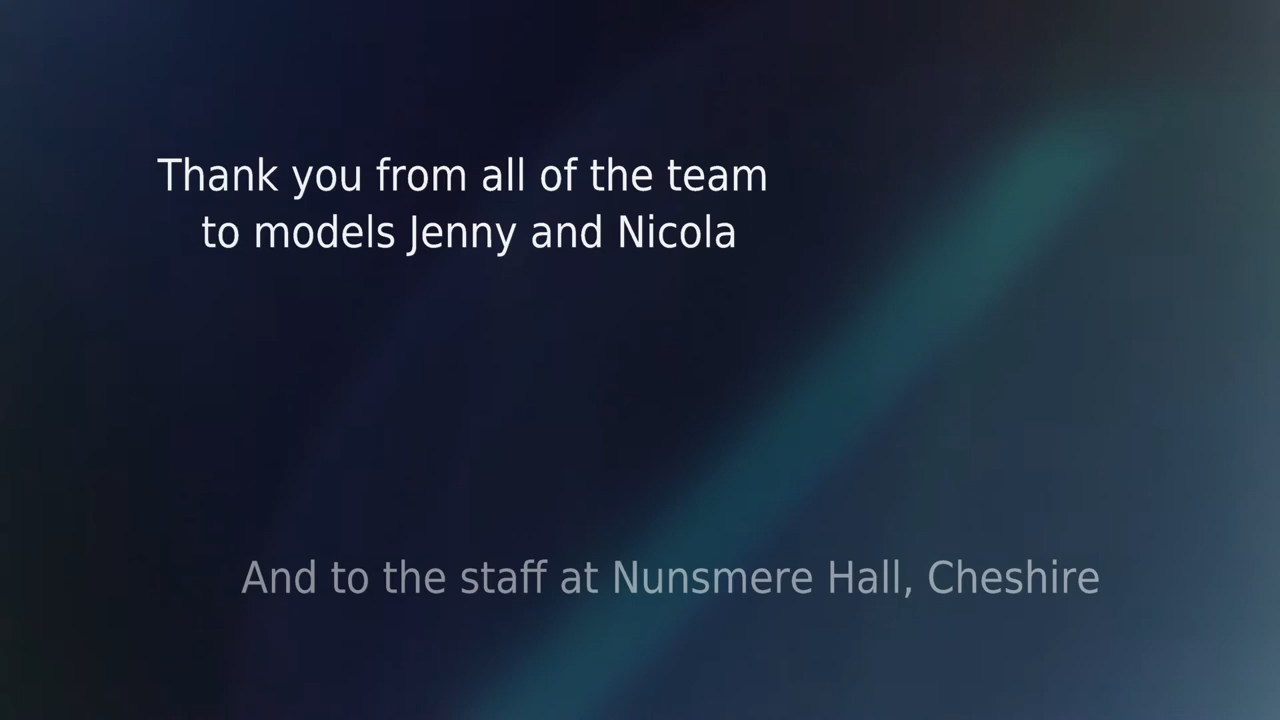 Thank you from all of the team
to models Jenny and Nicola
And to the staff at Nunsmere Hall, Cheshire